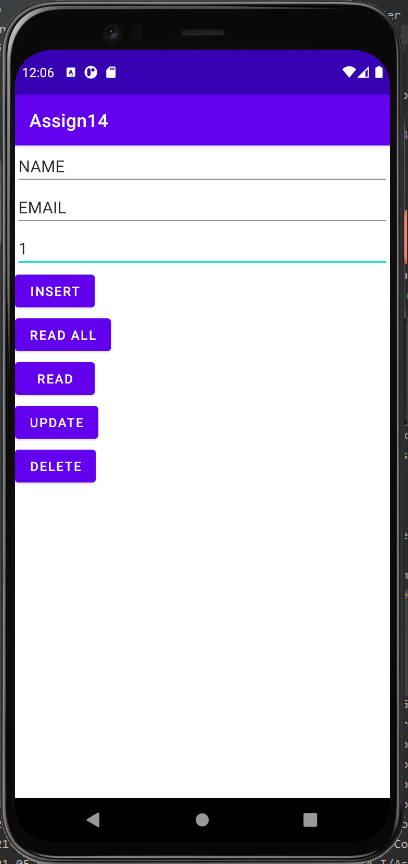 12:06
Assign14
NAME
EMAIL
1
INSERT
READ ALL
READ
UPDATE
DELETE